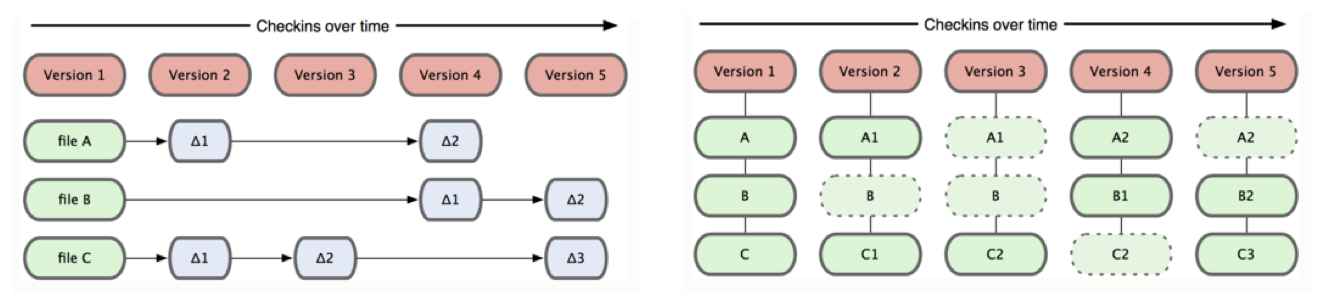 Checkins over time
Version 1 Version 2 Version 3 Version 4 Version 5
file A Δ1 Δ2
file B Δ1 Δ2
file C Δ1 Δ2 Δ3
Checkins over time
Version 1 Version 2 Version 3 Version 4 Version 5
A A1 A1 A2 A2
B B B B1 B2
C C1 C2 C2 C3